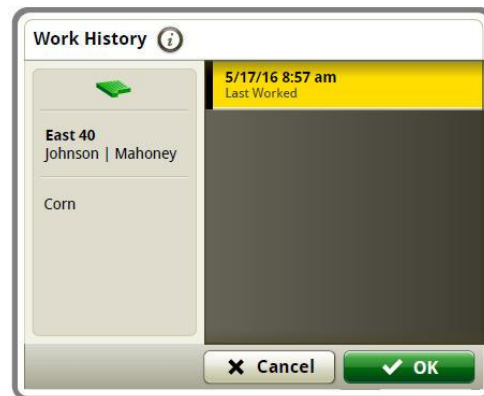 Work History
East 40
Johnson | Mahoney
Corn
5/17/16 8:57 am
Last Worked
Cancel
OK